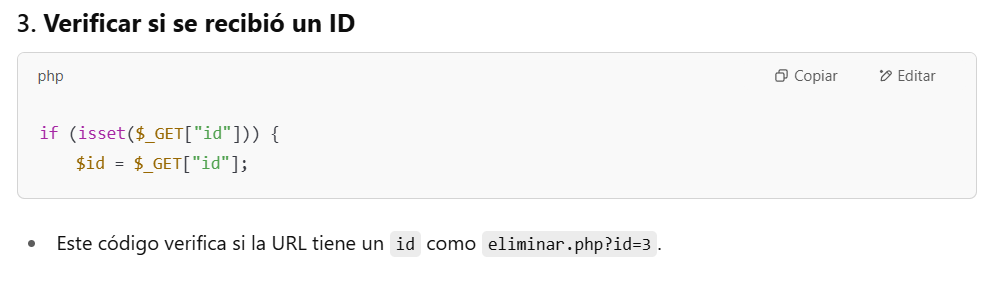 3. Verificar si se recibió un ID
php Copiar Editar
if (isset($_GET["id"])) {
    $id = $_GET["id"];
• Este código verifica si la URL tiene un id como eliminar.php?id=3.